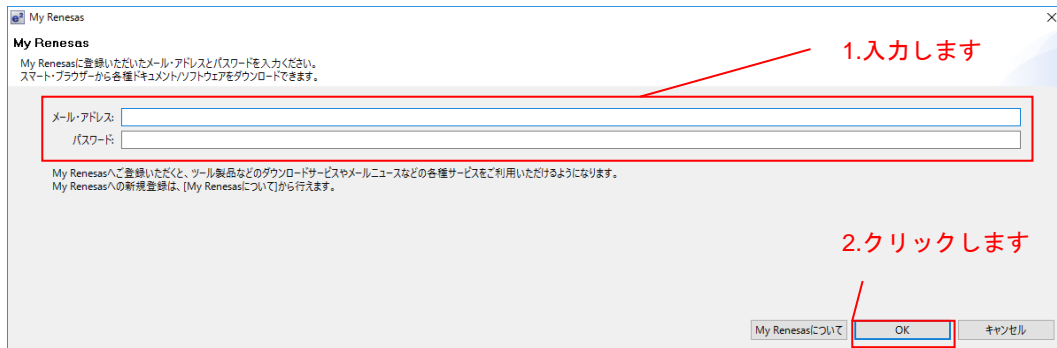 e² My Renesas
My Renesas
My Renesasに登録いただいたメール・アドレスとパスワードを入力ください。
スマート・ブラウザーから各種ドキュメント/ソフトウェアをダウンロードできます。
1.入力します
メール・アドレス:
パスワード:
My Renesasへご登録いただくと、ツール製品などのダウンロードサービスやメールニュースなどの各種サービスをご利用いただけるようになります。
My Renesasへの新規登録は、[My Renesasについて]から行えます。
2.クリックします
My Renesasについて OK キャンセル